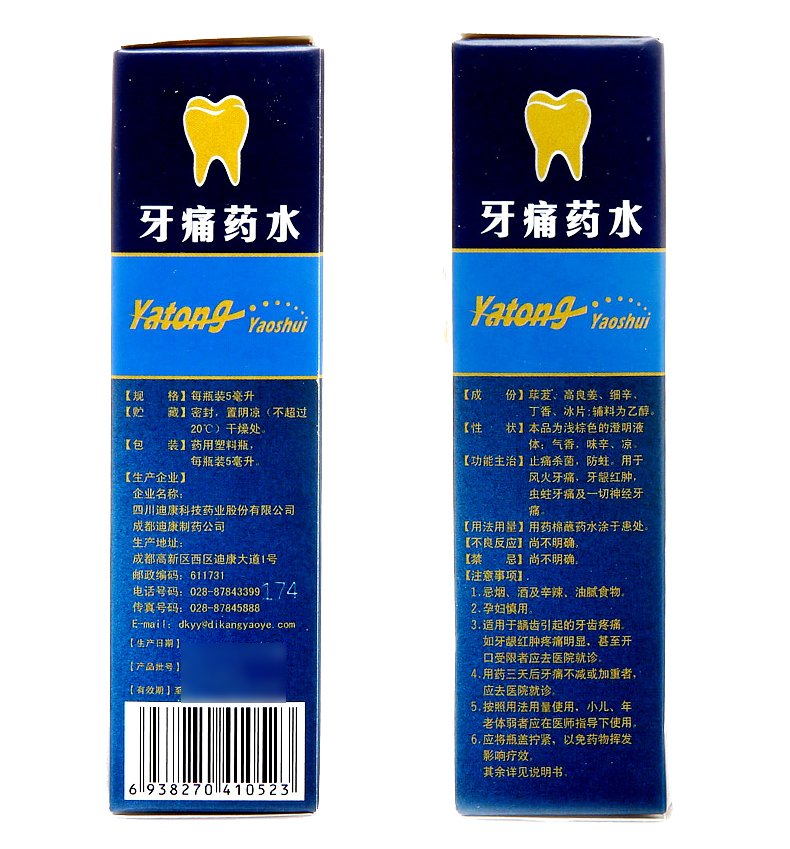 牙痛药水
Yatong Yaoshui
【规 格】每瓶装5毫升
【贮 藏】密封，置阴凉（不超过
20℃）干燥处。
【包 装】药用塑料瓶，
每瓶装5毫升。
【生产企业】
企业名称：
四川迪康科技药业股份有限公司
成都迪康制药公司
生产地址：
成都高新区西区迪康大道1号
邮政编码：611731
电话号码：028-87843399
174
传真号码：028-87845888
E-mail：dkyy@dikangyaoye.com
【生产日期】
【产品批号】
【有效期】至
6 938270 410523
牙痛药水
Yatong Yaoshui
【成 份】荜茇、高良姜、细辛、
丁香、冰片；辅料为乙醇。
【性 状】本品为浅棕色的澄明液
体；气香，味辛、凉。
【功能主治】止痛杀菌，防蛀。用于
风火牙痛，牙龈红肿，
虫蛀牙痛及一切神经牙
痛。
【用法用量】用药棉蘸药水涂于患处。
【不良反应】尚不明确，
【禁 忌】尚不明确，
【注意事项】.
1.忌烟、酒及辛辣、油腻食物。
2.孕妇慎用。
3.适用于龋齿引起的牙齿疼痛。
如牙龈红肿疼痛明显，甚至开
口受限者应去医院就诊。
4.用药三天后牙痛不减或加重者，
应去医院就诊。
5.按照用法用量使用，小儿、年
老体弱者应在医师指导下使用。
6.应将瓶盖拧紧，以免药物挥发
影响疗效。
其余详见说明书。